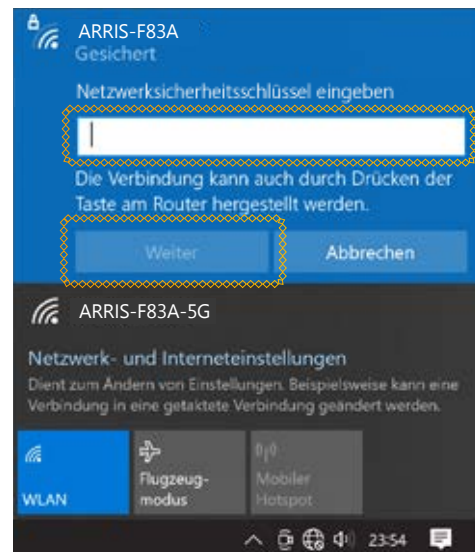 ARRIS-F83A
Gesichert
Netzwerksicherheitsschlüssel eingeben
Die Verbindung kann auch durch Drücken der
Taste am Router hergestellt werden.
Weiter
Abbrechen
ARRIS-F83A-5G
Netzwerk- und Interneteinstellungen
Dient zum Ändern von Einstellungen. Beispielsweise kann eine
Verbindung in eine getaktete Verbindung geändert werden.
WLAN
Flugzeug-
modus
Mobiler
Hotspot
23:54